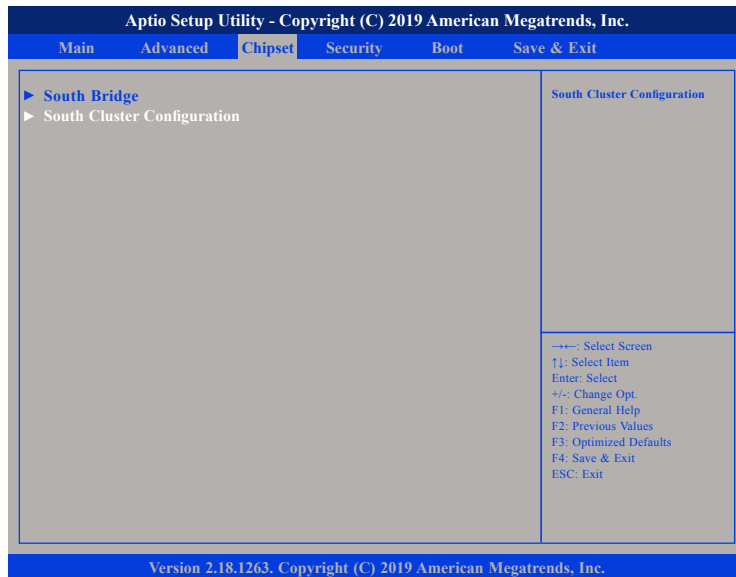 Aptio Setup Utility - Copyright (C) 2019 American Megatrends, Inc.
Main Advanced Chipset Security Boot Save & Exit
► South Bridge
► South Cluster Configuration
South Cluster Configuration
→←: Select Screen
↑↓: Select Item
Enter: Select
+/-: Change Opt.
F1: General Help
F2: Previous Values
F3: Optimized Defaults
F4: Save & Exit
ESC: Exit
Version 2.18.1263. Copyright (C) 2019 American Megatrends, Inc.